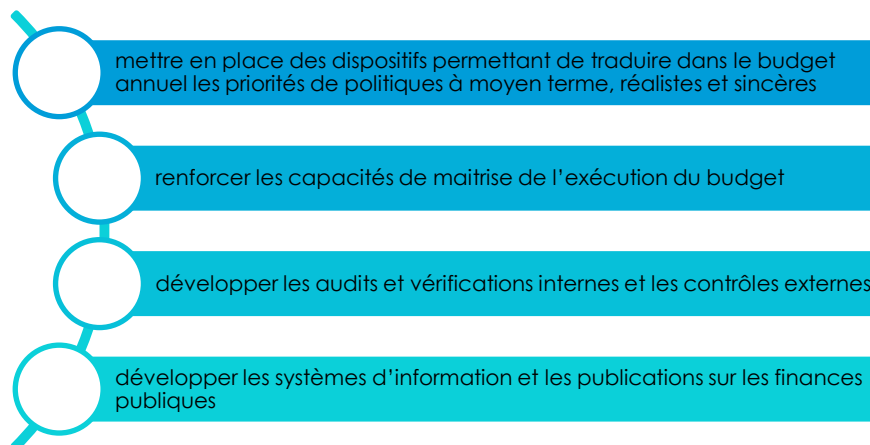 mettre en place des dispositifs permettant de traduire dans le budget
annuel les priorités de politiques à moyen terme, réalistes et sincères
renforcer les capacités de maitrise de l’exécution du budget
développer les audits et vérifications internes et les contrôles externes
développer les systèmes d’information et les publications sur les finances
publiques